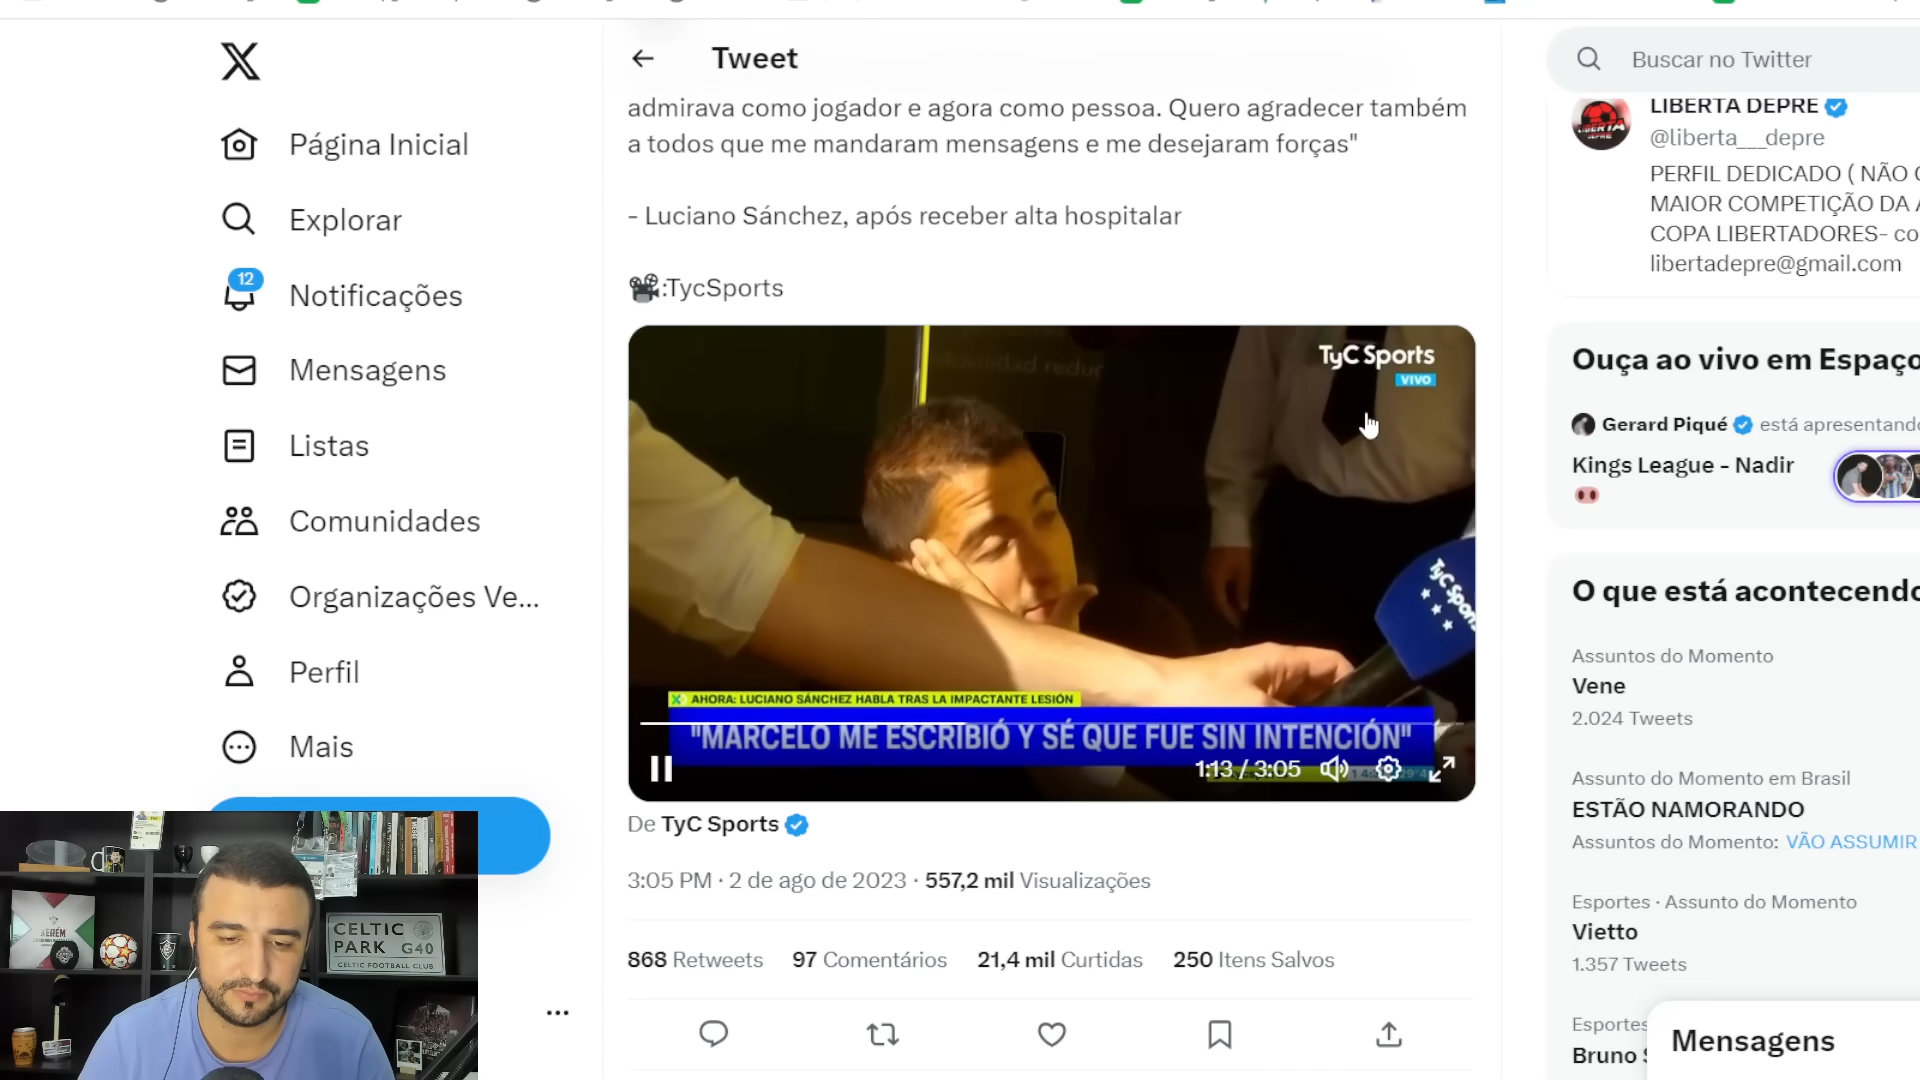 Página Inicial
Explorar
12
Notificações
Mensagens
Listas
Comunidades
Organizações Ve...
Perfil
Mais
Tweet
admirava como jogador e agora como pessoa. Quero agradecer também
a todos que me mandaram mensagens e me desejaram forças"
- Luciano Sánchez, após receber alta hospitalar
:TycSports
TyC Sports
VIVO
TyC Sports
AHORA: LUCIANO SÁNCHEZ HABLA TRAS LA IMPACTANTE LESIÓN
"MARCELO ME ESCRIBIÓ Y SÉ QUE FUE SIN INTENCIÓN"
1:13 / 3:05
De TyC Sports
3:05 PM · 2 de ago de 2023 · 557,2 mil Visualizações
868 Retweets 97 Comentários 21,4 mil Curtidas 250 Itens Salvos
CELTIC
PARK G40
CELTIC FOOTBALL CLUB
Buscar no Twitter
LIBERTA DEPRE
@liberta___depre
PERFIL DEDICADO ( NÃO
MAIOR COMPETIÇÃO DA
COPA LIBERTADORES- co
libertadepre@gmail.com
Ouça ao vivo em Espaço
Gerard Piqué está apresentando
Kings League - Nadir
O que está acontecendo
Assuntos do Momento
Vene
2.024 Tweets
Assunto do Momento em Brasil
ESTÃO NAMORANDO
Assuntos do Momento: VÃO ASSUMIR
Esportes · Assunto do Momento
Vietto
1.357 Tweets
Esportes
Bruno
Mensagens